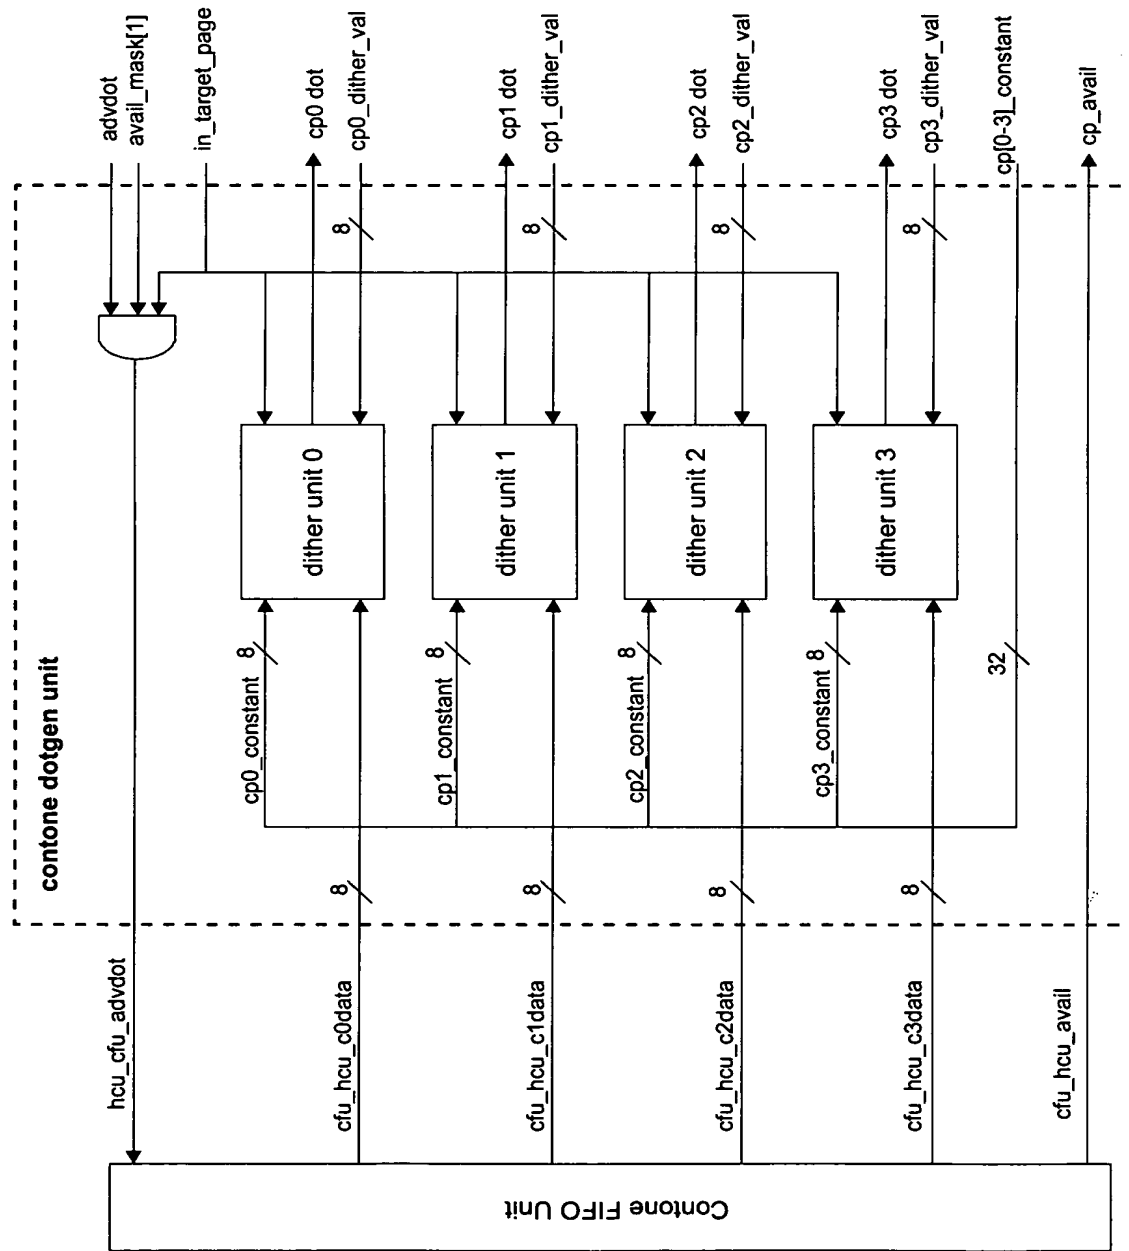 contone dotgen unit
advdot
avail_mask[1]
in_target_page
cp0 dot
cp0_dither_val
cp1 dot
cp1_dither_val
cp2 dot
cp2_dither_val
cp3 dot
cp3_dither_val
cp[0-3]_constant
cp_avail
8
8
8
8
dither unit 0
dither unit 1
dither unit 2
dither unit 3
cp0_constant
8
cp1_constant
8
cp2_constant
8
cp3_constant
8
32
8
8
8
8
hcu_cfu_advdot
cfu_hcu_c0data
cfu_hcu_c1data
cfu_hcu_c2data
cfu_hcu_c3data
cfu_hcu_avail
Contone FIFO Unit